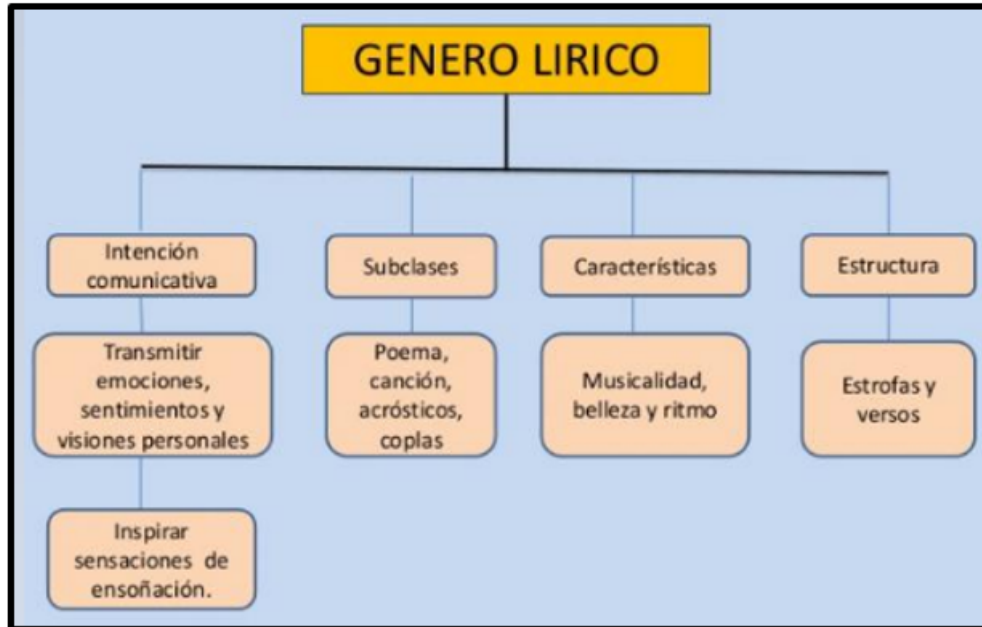 GENERO LIRICO
Intención
comunicativa
Subclases
Característicás
Estructura
Transmitir
emociones,
sentimientos y
visiones personales
Poema,
canción,
acrósticos,
coplas
Musicalidad,
belleza y ritmo
Estrofas y
versos
Inspirar
sensaciones de
ensoñación.